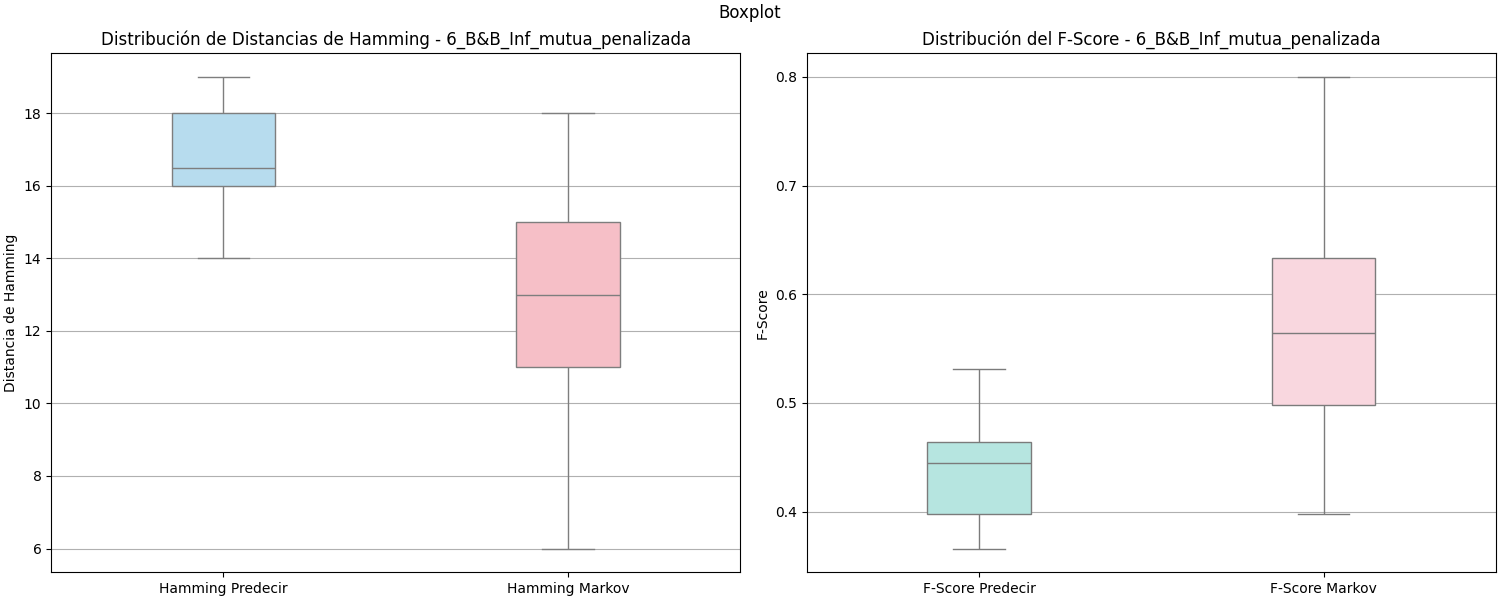 Boxplot
Distribución de Distancias de Hamming - 6_B&B_Inf_mutua_penalizada
Distancia de Hamming
18
16
14
12
10
8
6
Hamming Predecir
Hamming Markov
Distribución del F-Score - 6_B&B_Inf_mutua_penalizada
F-Score
0.8
0.7
0.6
0.5
0.4
F-Score Predecir
F-Score Markov